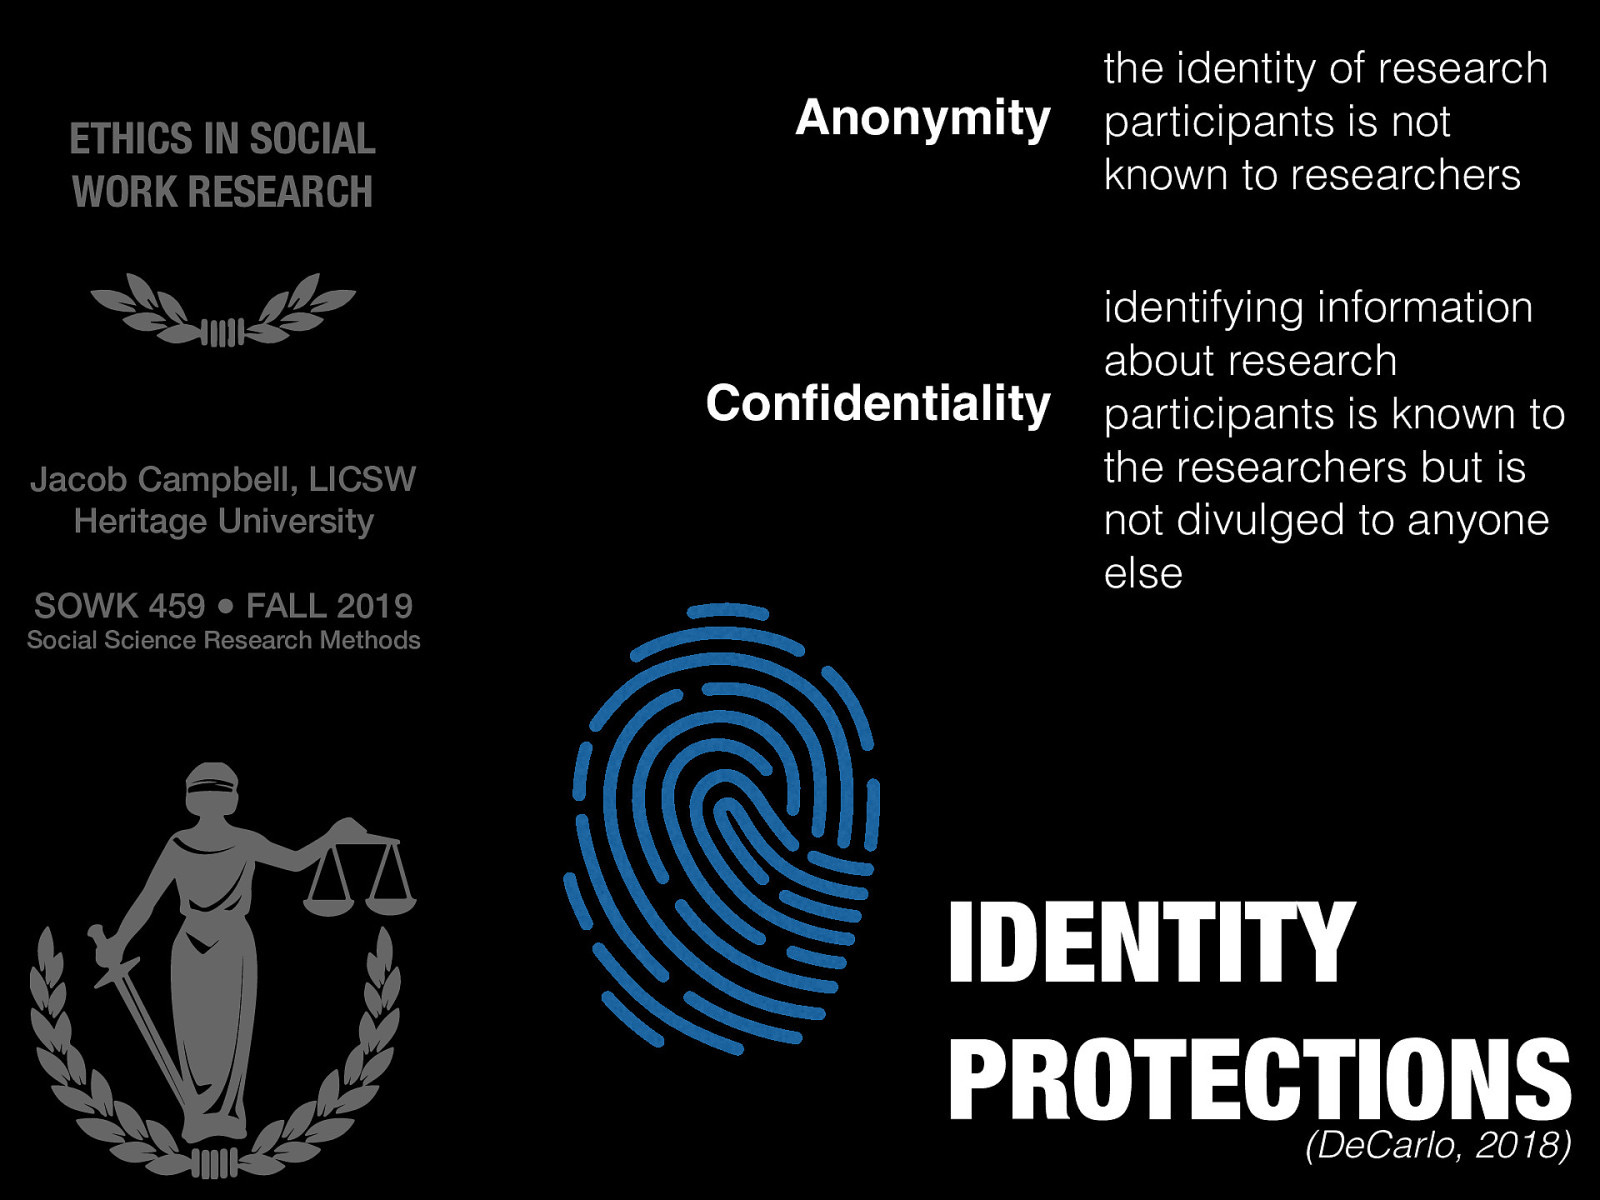 ETHICS IN SOCIAL
WORK RESEARCH
Jacob Campbell, LICSW
Heritage University
SOWK 459 • FALL 2019
Social Science Research Methods
Anonymity
the identity of research
participants is not
known to researchers
Confidentiality
identifying information
about research
participants is known to
the researchers but is
not divulged to anyone
else
IDENTITY
PROTECTIONS
(DeCarlo, 2018)